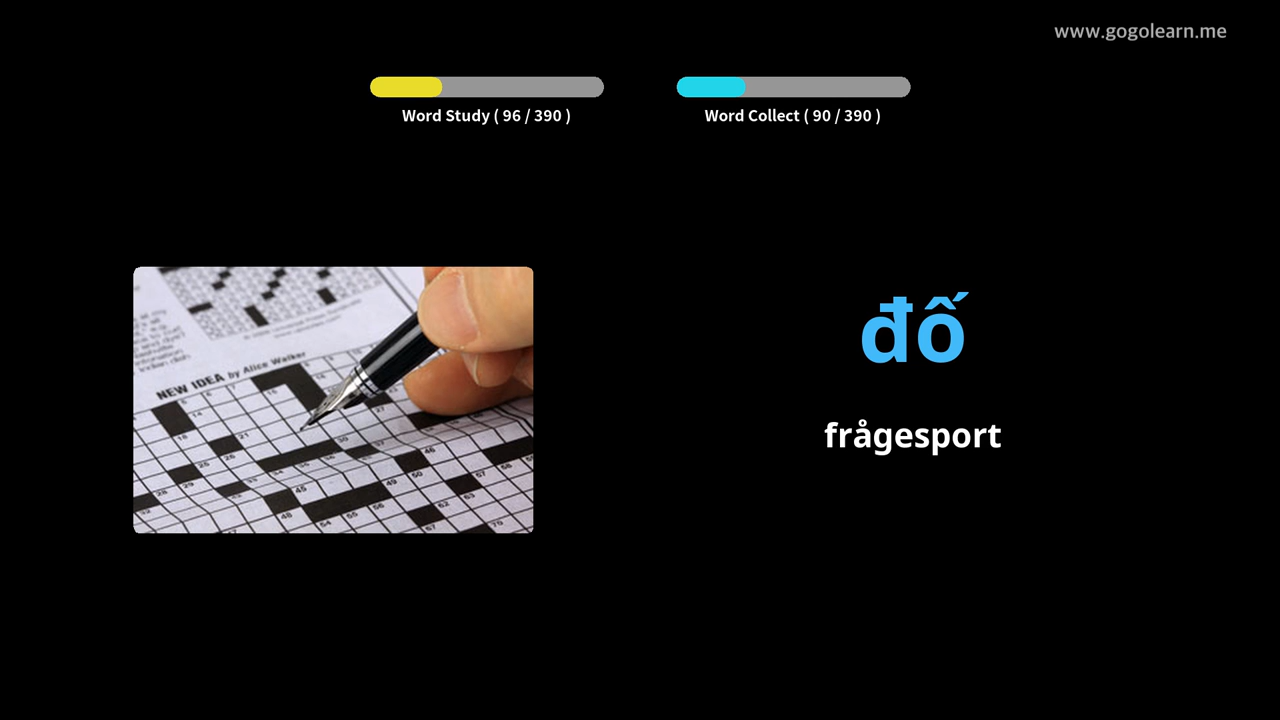 www.gogolearn.me
Word Study ( 96 / 390 )
Word Collect ( 90 / 390 )
NEW IDEA by Alice Walker
đố
frågesport